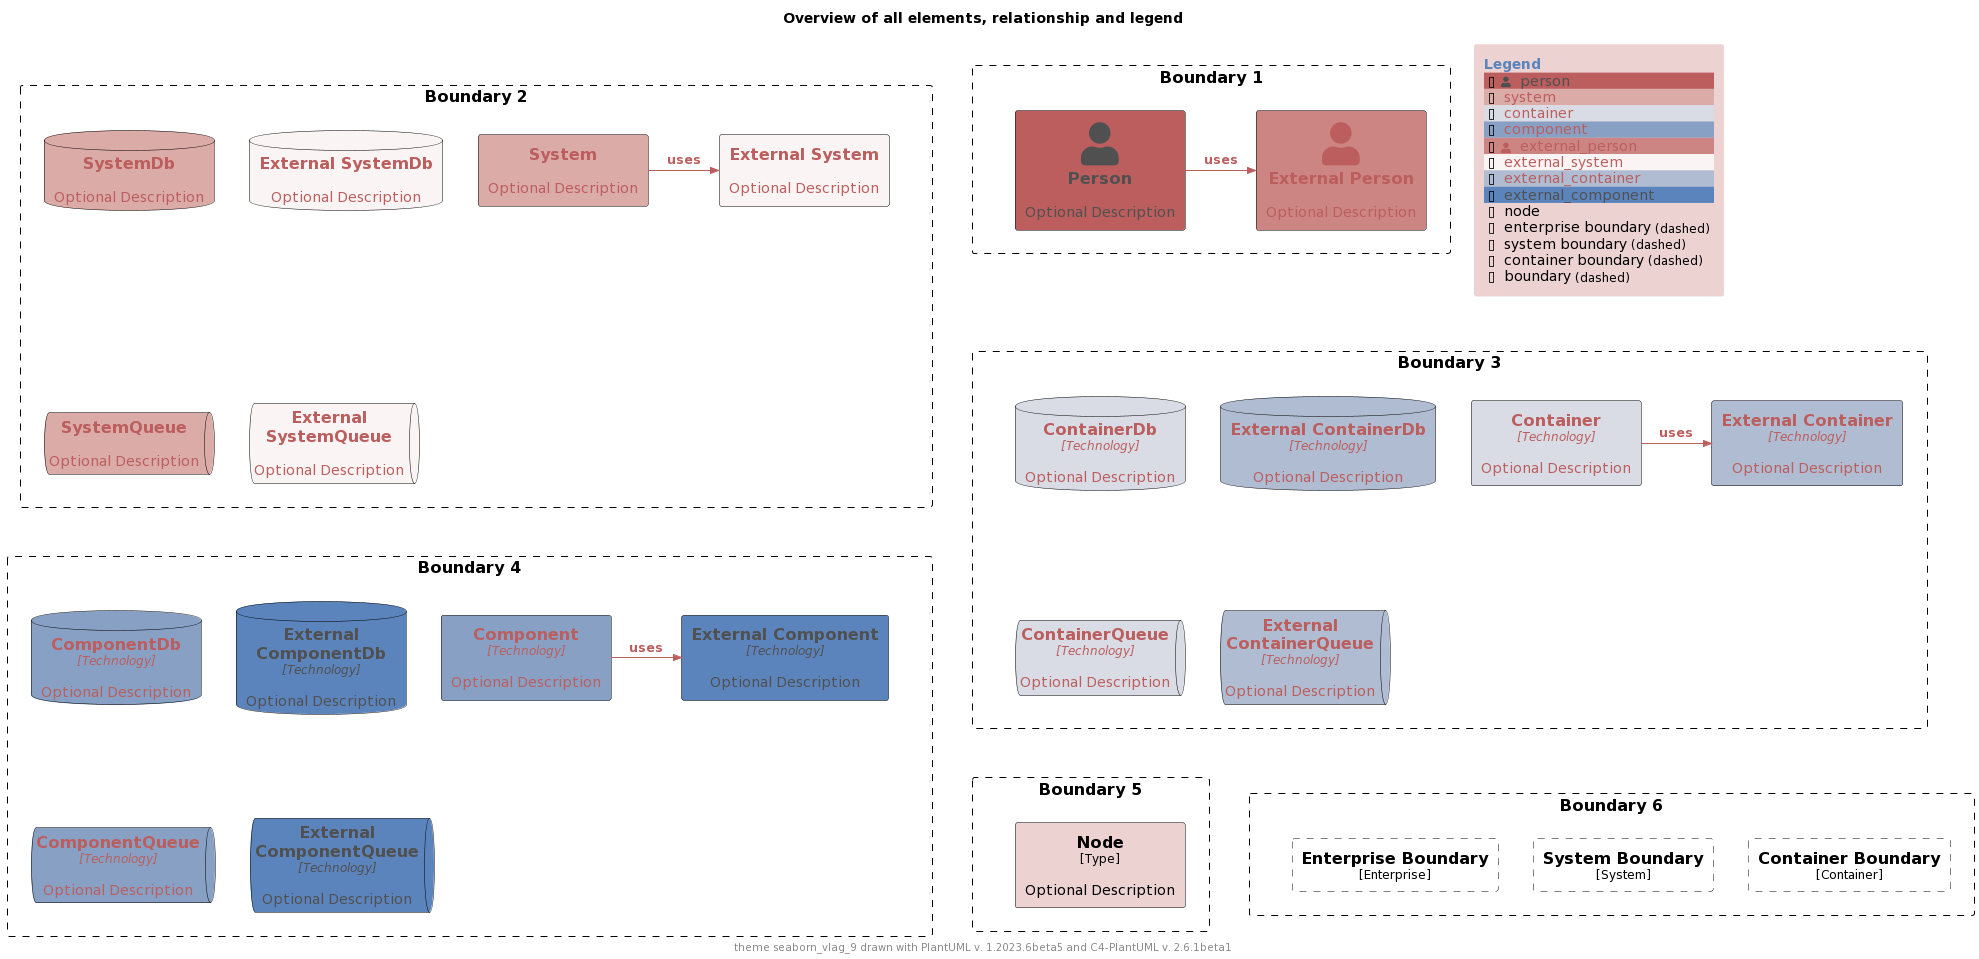 Overview of all elements, relationship and legend
Boundary 2
SystemDb
Optional Description
External SystemDb
Optional Description
System
Optional Description
uses
External System
Optional Description
SystemQueue
Optional Description
External
SystemQueue
Optional Description
Boundary 1
Person
Optional Description
uses
External Person
Optional Description
Legend
person
system
container
component
external_person
external_system
external_container
external_component
node
enterprise boundary (dashed)
system boundary (dashed)
container boundary (dashed)
boundary (dashed)
Boundary 3
ContainerDb
[Technology]
Optional Description
External ContainerDb
[Technology]
Optional Description
Container
[Technology]
Optional Description
uses
External Container
[Technology]
Optional Description
ContainerQueue
[Technology]
Optional Description
External
ContainerQueue
[Technology]
Optional Description
Boundary 4
ComponentDb
[Technology]
Optional Description
External
ComponentDb
[Technology]
Optional Description
Component
[Technology]
Optional Description
uses
External Component
[Technology]
Optional Description
ComponentQueue
[Technology]
Optional Description
External
ComponentQueue
[Technology]
Optional Description
Boundary 5
Node
[Type]
Optional Description
Boundary 6
Enterprise Boundary
[Enterprise]
System Boundary
[System]
Container Boundary
[Container]
theme seaborn_vlag_9 drawn with PlantUML v. 1.2023.6beta5 and C4-PlantUML v. 2.6.1beta1